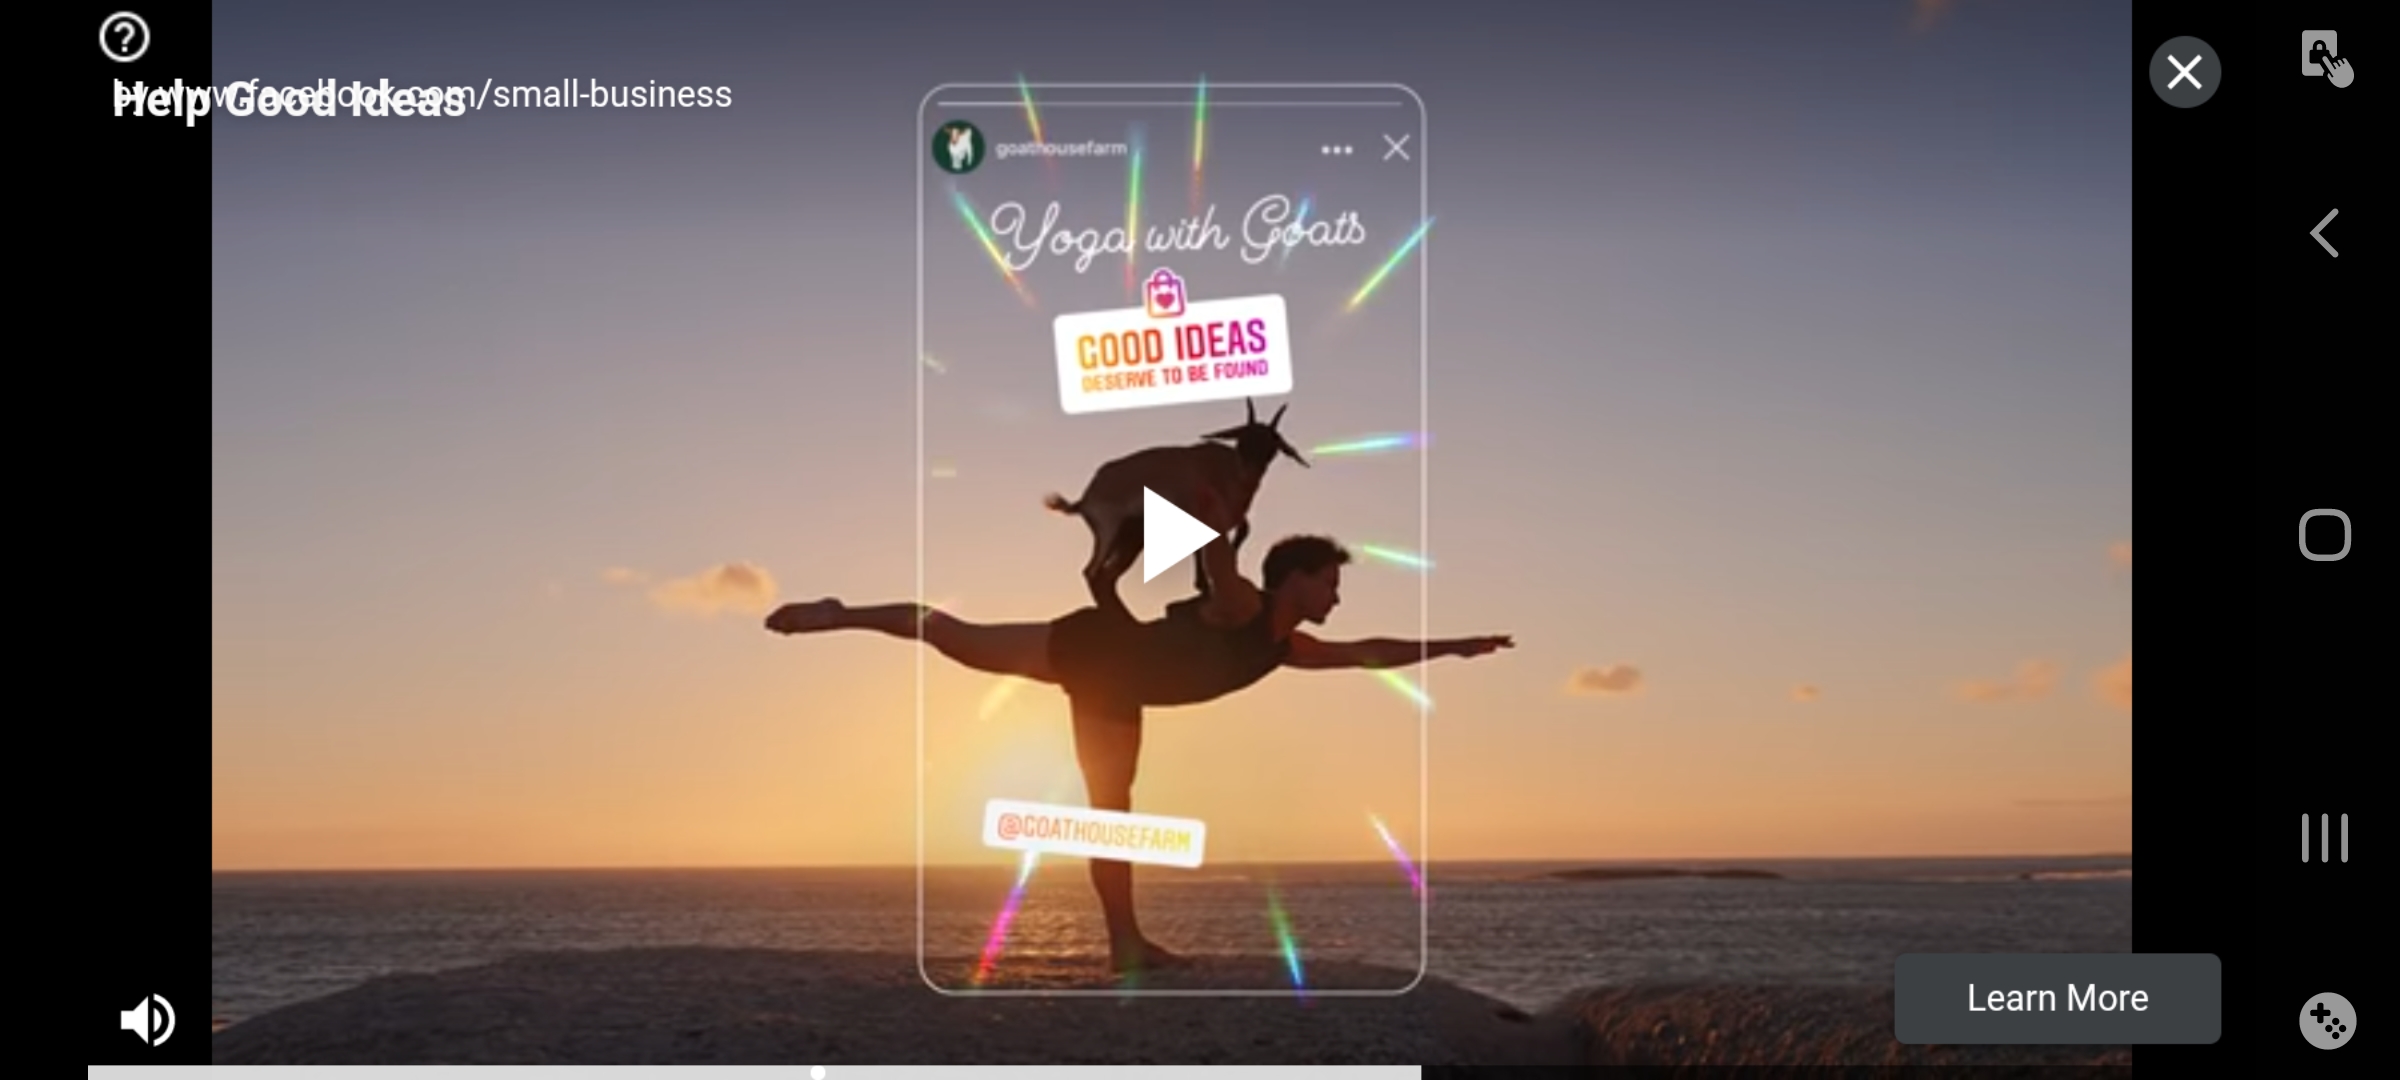 by www.facebook.com/small-business
Help Good Ideas
goathousefarm
Yoga with Goats
GOOD IDEAS
DESERVE TO BE FOUND
@GOATHOUSEFARM
Learn More